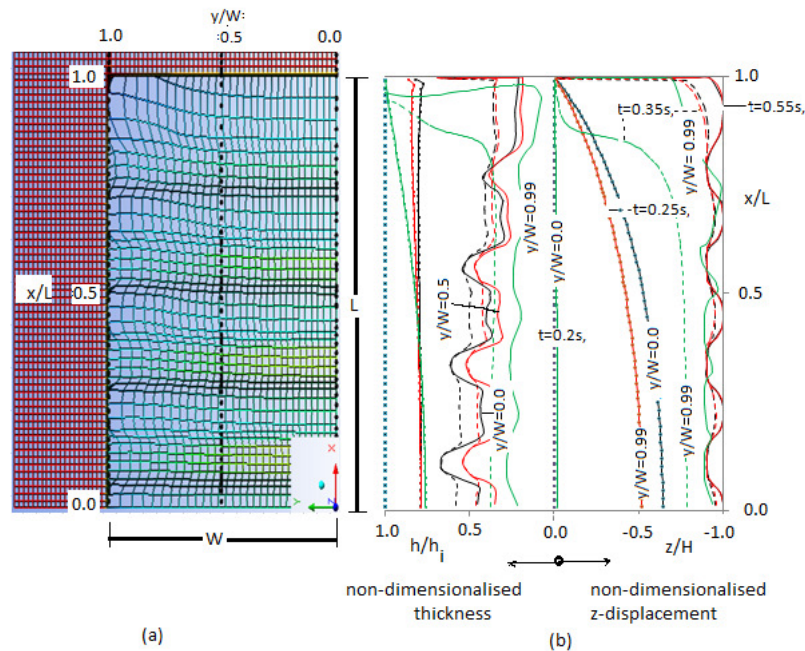 y/W:
1.0
0.5
0.0
1.0
x/L
0.5
0.0
L
W
X
Y
Z
(a)
1.0
t=0.55s,
t=0.35s,
y/W=0.99
x/L
y/W=0.99
y/W=0.0
t=0.25s,
0.5
y/W=0.5
t=0.2s,
y/W=0.0
y/W=0.0
y/W=0.99
y/W=0.99
0.0
1.0
0.5
0.0
-0.5
-1.0
h/hi
z/H
non-dimensionalised
thickness
non-dimensionalised
z-displacement
(b)